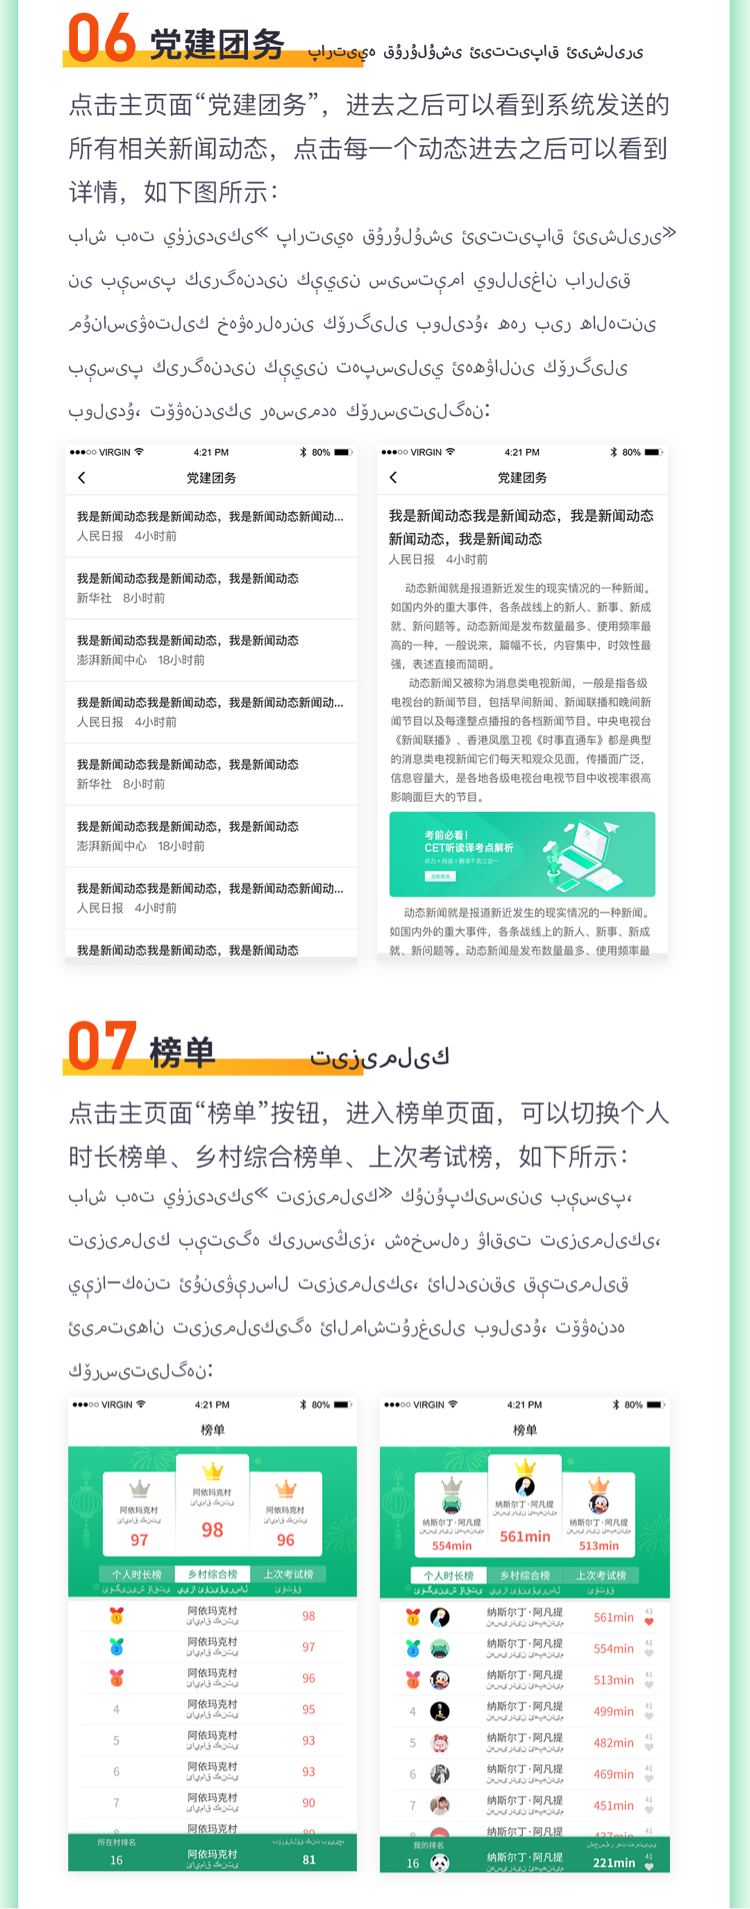 06 党建团务 پارتىيە قۇرۇلۇشى ئىتتىپاق ئىشلىرى
点击主页面“党建团务”，进去之后可以看到系统发送的
所有相关新闻动态，点击每一个动态进去之后可以看到
详情，如下图所示：
باش بەت يۈزىدىكى» پارتىيە قۇرۇلۇشى ئىتتىپاق ئىشلىرى«
نى بېسىپ كىرگەندىن كېيىن سىستېما يوللىغان بارلىق
مۇناسىۋەتلىك خەۋەرلەرنى كۆرگىلى بولىدۇ، ھەر بىر ھالەتنى
بېسىپ كىرگەندىن كېيىن تەپسىلىي ئەھۋالنى كۆرگىلى
بولىدۇ، تۆۋەندىكى رەسىمدە كۆرسىتىلگەن:
VIRGIN 4:21 PM 80%
党建团务
我是新闻动态我是新闻动态，我是新闻动态新闻动...
人民日报 4小时前
我是新闻动态我是新闻动态，我是新闻动态
新华社 8小时前
我是新闻动态我是新闻动态，我是新闻动态
澎湃新闻中心 18小时前
我是新闻动态我是新闻动态，我是新闻动态新闻动...
人民日报 4小时前
我是新闻动态我是新闻动态，我是新闻动态
新华社 8小时前
我是新闻动态我是新闻动态，我是新闻动态
澎湃新闻中心 18小时前
我是新闻动态我是新闻动态，我是新闻动态新闻动...
人民日报 4小时前
我是新闻动态我是新闻动态，我是新闻动态
VIRGIN 4:21 PM 80%
党建团务
我是新闻动态我是新闻动态，我是新闻动态
新闻动态，我是新闻动态
人民日报 4小时前
动态新闻就是报道新近发生的现实情况的一种新闻。
如国内外的重大事件，各条战线上的新人、新事、新成
就、新问题等。动态新闻是发布数量最多、使用频率最
高的一种，一般说来，篇幅不长，内容集中，时效性最
强，表述直接而简明。
动态新闻又被称为消息类电视新闻，一般是指各级
电视台的新闻节目，包括早间新闻、新闻联播和晚间新
闻节目以及每逢整点播报的各档新闻节目。中央电视台
《新闻联播》、香港凤凰卫视《时事直通车》都是典型
的消息类电视新闻它们每天和观众见面，传播面广泛，
信息容量大，是各地各级电视台电视节目中收视率很高
影响面巨大的节目。
考前必看！
CET听读译考点解析
听力+阅读+翻译干货三合一
动态新闻就是报道新近发生的现实情况的一种新闻。
如国内外的重大事件，各条战线上的新人、新事、新成
就、新问题等。动态新闻是发布数量最多、使用频率最
07 榜单 تىزىملىك
点击主页面“榜单”按钮，进入榜单页面，可以切换个人
时长榜单、乡村综合榜单、上次考试榜，如下所示：
باش بەت يۈزىدىكى» تىزىملىك« كۇنۇپكىسىنى بېسىپ،
تىزىملىك بېتىگە كىرسىڭىز، شەخسلەر ۋاقىت تىزىملىكى،
يېزا–كەنت ئۇنىۋېرسال تىزىملىكى، ئالدىنقى قېتىملىق
ئىمتىھان تىزىملىكىگە ئالماشتۇرغىلى بولىدۇ، تۆۋەندە
كۆرسىتىلگەن:
VIRGIN 4:21 PM 80%
榜单
阿依玛克村
阿依玛克村
阿依玛克村
97
98
96
个人时长榜 乡村综合榜 上次考试榜
1 阿依玛克村 98
2 阿依玛克村 97
3 阿依玛克村 96
4 阿依玛克村 95
5 阿依玛克村 93
6 阿依玛克村 93
7 阿依玛克村 90
阿依玛克村
所在村排名
16 阿依玛克村 81
VIRGIN 4:21 PM 80%
榜单
纳斯尔丁·阿凡提
纳斯尔丁·阿凡提
纳斯尔丁·阿凡提
554min
561min
513min
个人时长榜 乡村综合榜 上次考试榜
1 纳斯尔丁·阿凡提 561min 43
2 纳斯尔丁·阿凡提 554min 41
3 纳斯尔丁·阿凡提 513min 41
4 纳斯尔丁·阿凡提 499min 41
5 纳斯尔丁·阿凡提 482min 41
6 纳斯尔丁·阿凡提 469min 41
7 纳斯尔丁·阿凡提 451min 41
纳斯尔丁·阿凡提 437min 41
我的排名
16 纳斯尔丁·阿凡提 221min 41